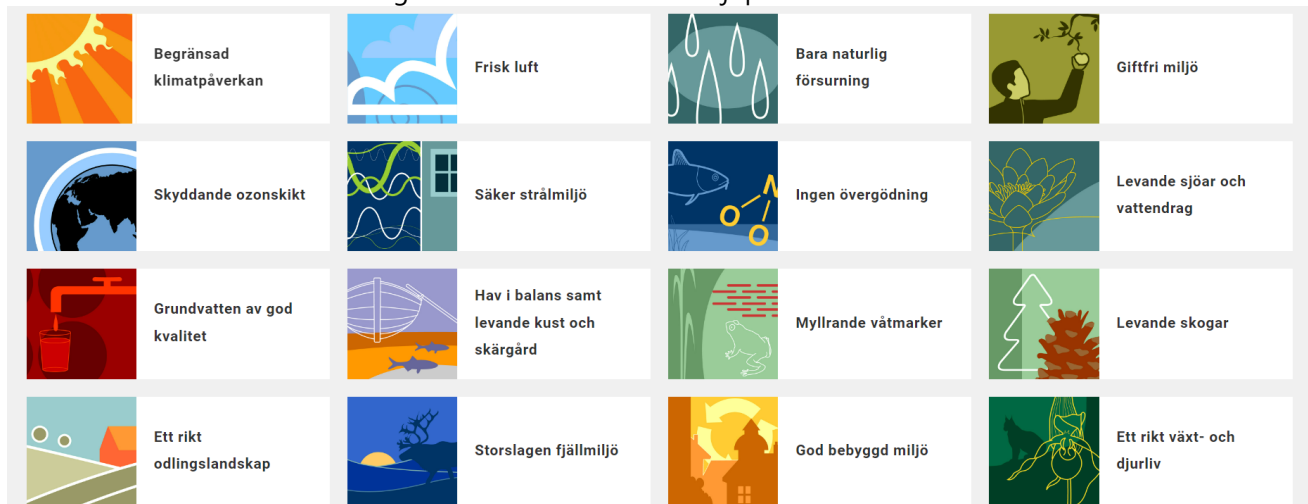 Begränsad
klimatpåverkan
Frisk luft
Bara naturlig
försurning
Giftfri miljö
Skyddande ozonskikt
Säker strålmiljö
Ingen övergödning
Levande sjöar och
vattendrag
Grundvatten av god
kvalitet
Hav i balans samt
levande kust och
skärgård
Myllrande våtmarker
Levande skogar
Ett rikt
odlingslandskap
Storslagen fjällmiljö
God bebyggd miljö
Ett rikt växt- och
djurliv